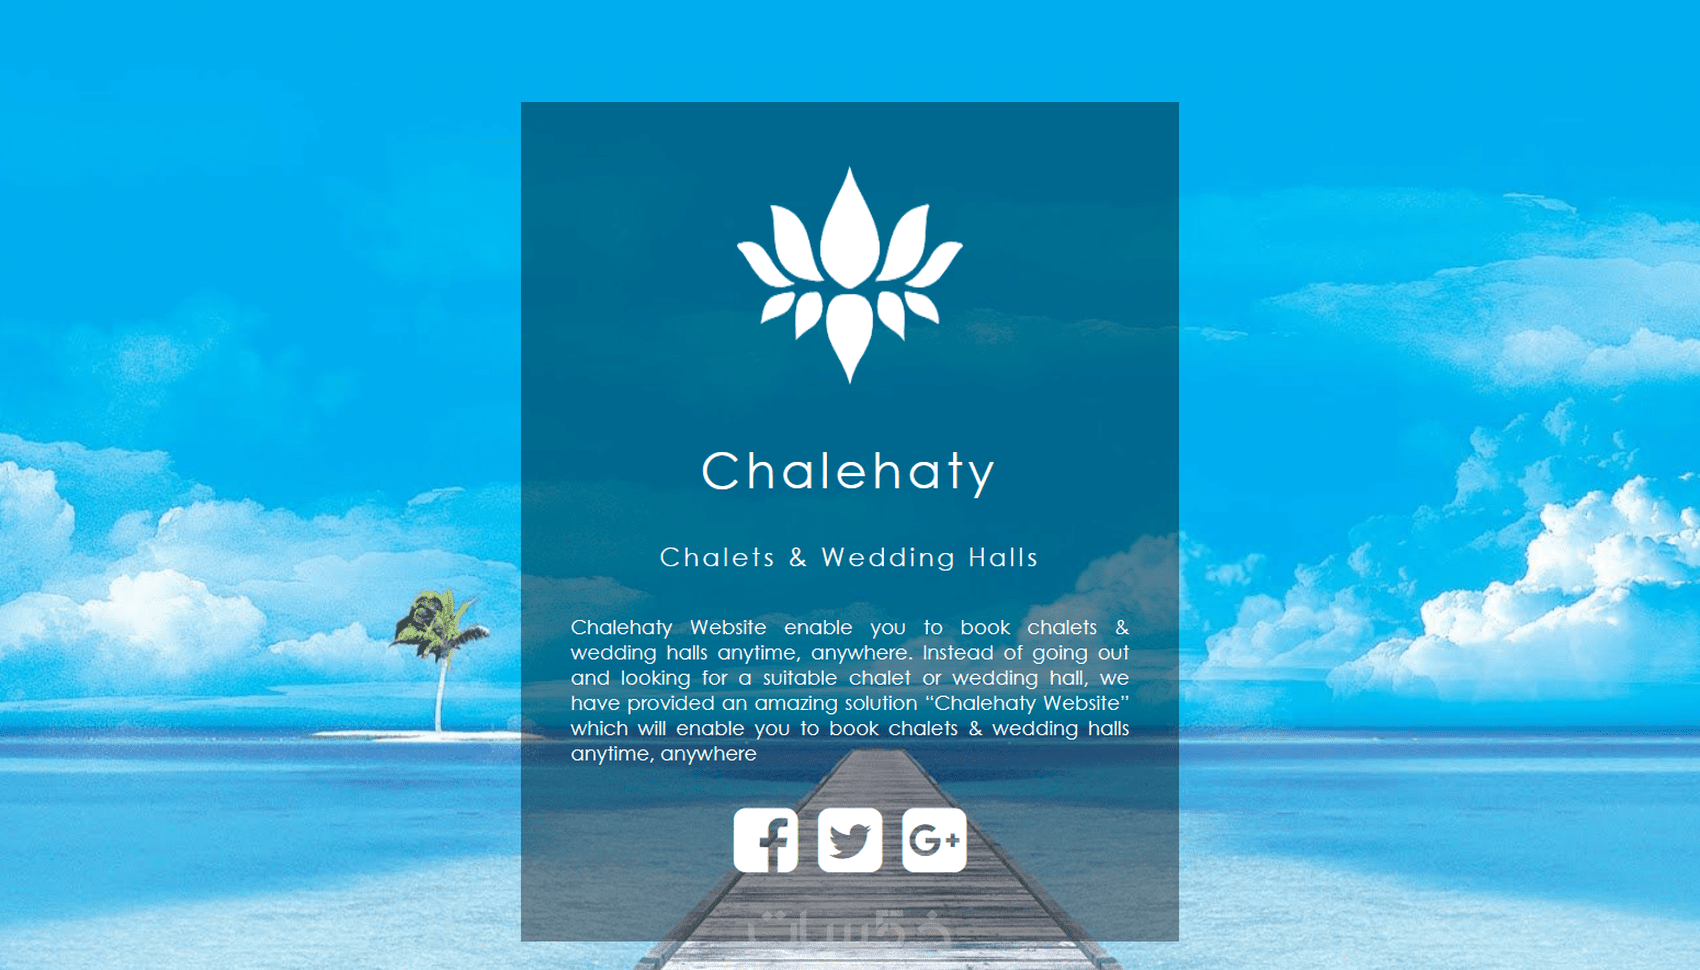 Chalehaty
Chalets & Wedding Halls
Chalehaty Website enable you to book chalets &
wedding halls anytime, anywhere. Instead of going out
and looking for a suitable chalet or wedding hall, we
have provided an amazing solution “Chalehaty Website”
which will enable you to book chalets & wedding halls
anytime, anywhere
G+
خمسات